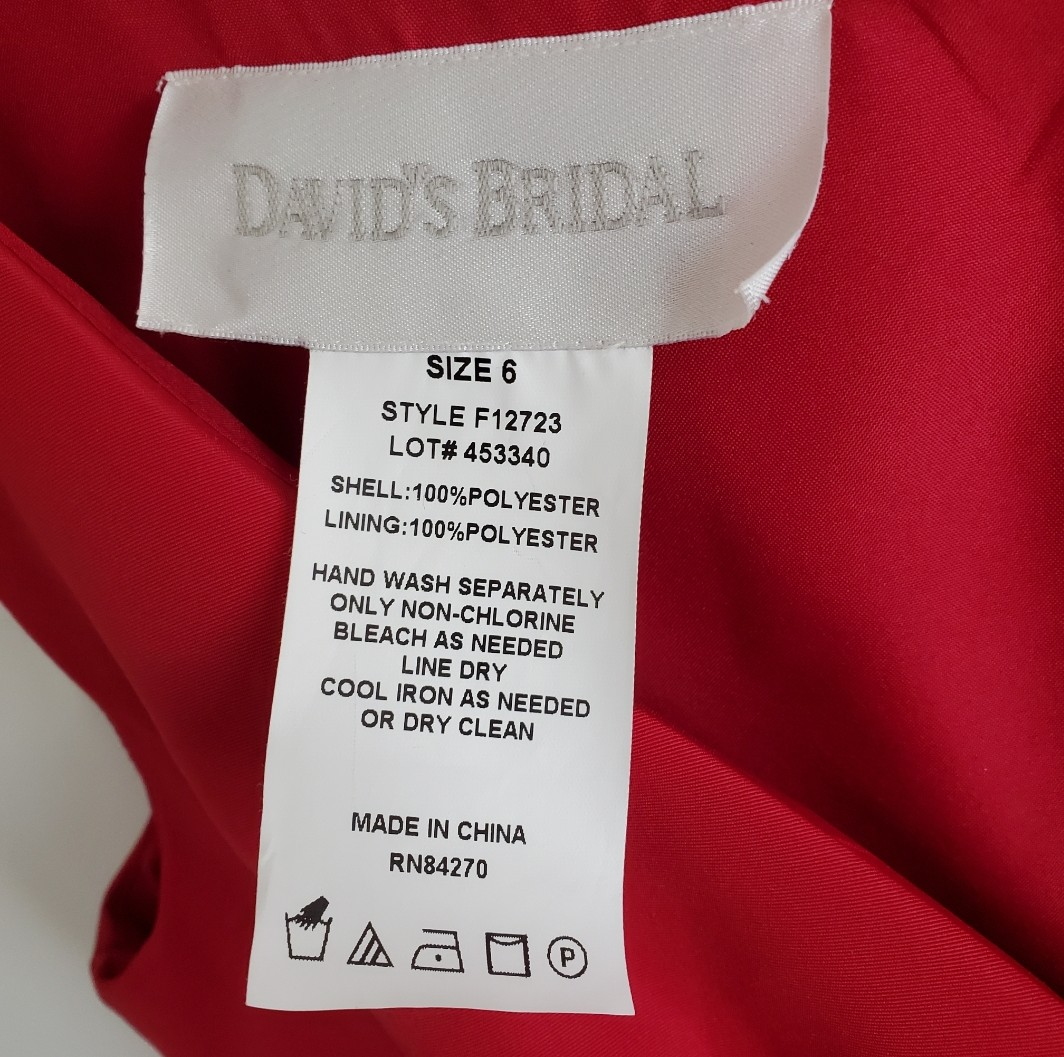 DAVID'S BRIDAL
SIZE 6
STYLE F12723
LOT# 453340
SHELL:100%POLYESTER
LINING:100%POLYESTER
HAND WASH SEPARATELY
ONLY NON-CHLORINE
BLEACH AS NEEDED
LINE DRY
COOL IRON AS NEEDED
OR DRY CLEAN
MADE IN CHINA
RN84270
P